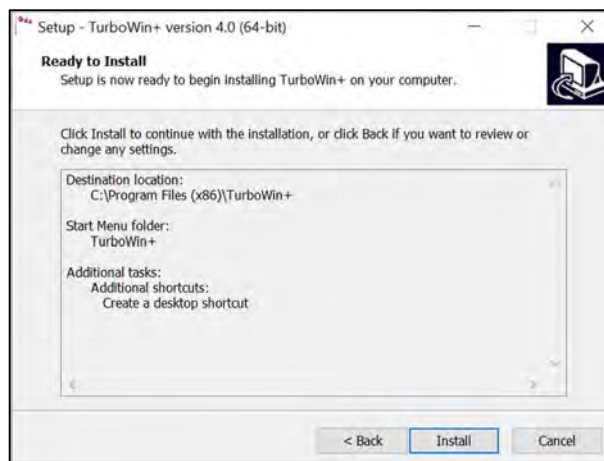 Setup - TurboWin+ version 4.0 (64-bit)
Ready to Install
Setup is now ready to begin installing TurboWin+ on your computer.
Click Install to continue with the installation, or click Back if you want to review or
change any settings.
Destination location:
C:\Program Files (x86)\TurboWin+
Start Menu folder:
TurboWin+
Additional tasks:
Additional shortcuts:
Create a desktop shortcut
< Back
Install
Cancel